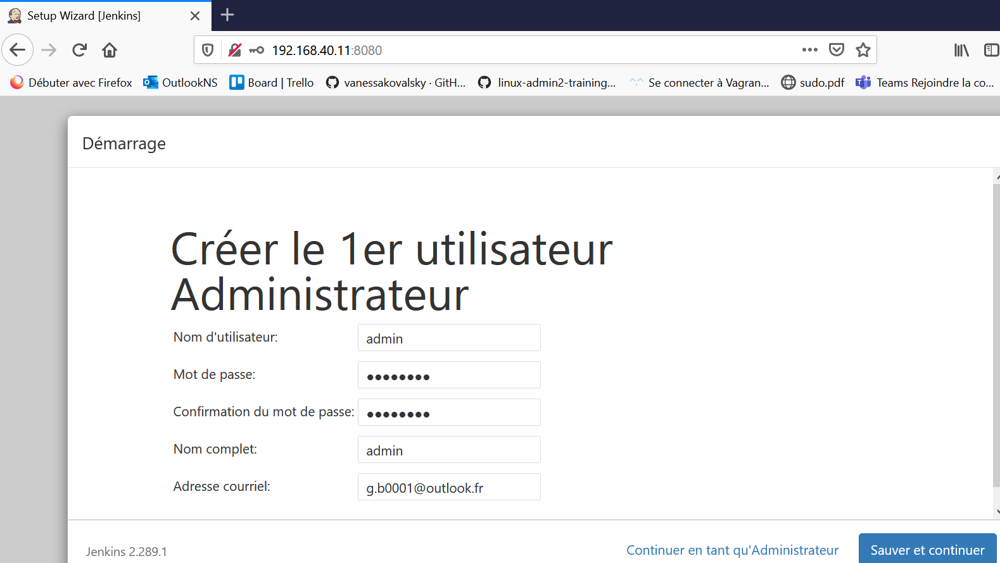 Setup Wizard [Jenkins]
192.168.40.11:8080
Débuter avec Firefox OutlookNS Board | Trello vanessakovalsky · GitH... linux-admin2-training... Se connecter à Vagran... sudo.pdf Teams Rejoindre la co...
Démarrage
Créer le 1er utilisateur
Administrateur
Nom d'utilisateur: admin
Mot de passe: ●●●●●●●●
Confirmation du mot de passe: ●●●●●●●●
Nom complet: admin
Adresse courriel: g.b0001@outlook.fr
Jenkins 2.289.1 Continuer en tant qu'Administrateur Sauver et continuer